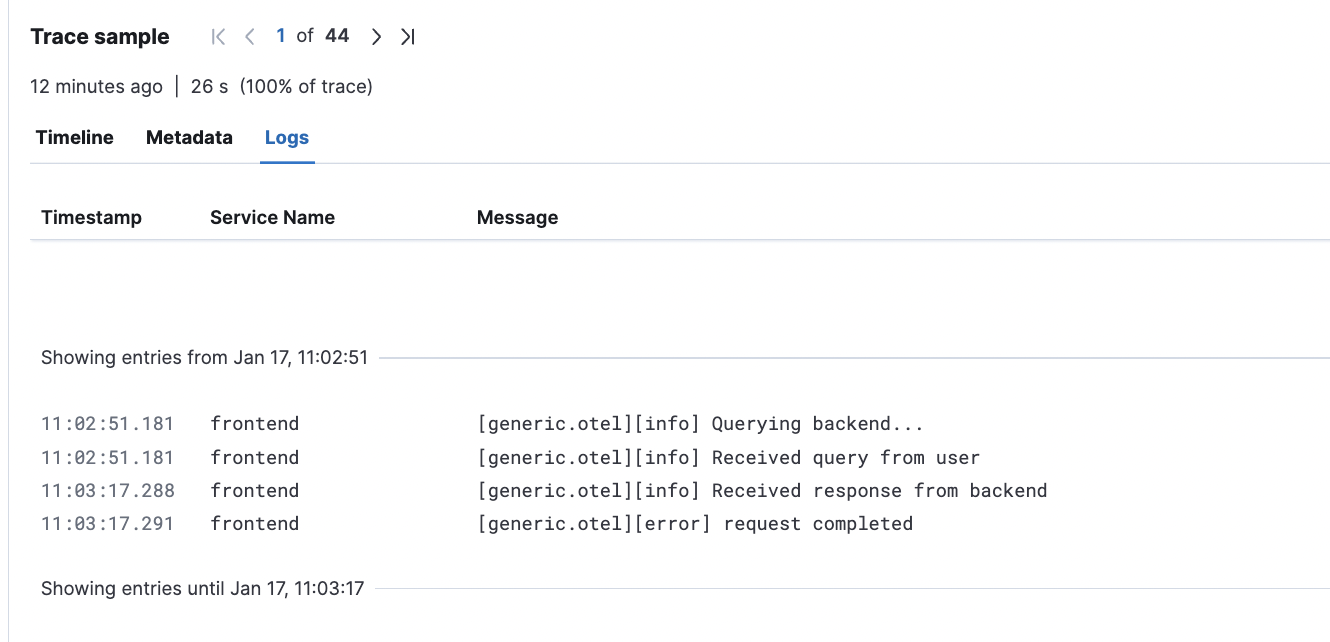 Trace sample 1 of 44
12 minutes ago | 26 s (100% of trace)
Timeline Metadata Logs
Timestamp Service Name Message
Showing entries from Jan 17, 11:02:51
11:02:51.181 frontend [generic.otel][info] Querying backend...
11:02:51.181 frontend [generic.otel][info] Received query from user
11:03:17.288 frontend [generic.otel][info] Received response from backend
11:03:17.291 frontend [generic.otel][error] request completed
Showing entries until Jan 17, 11:03:17